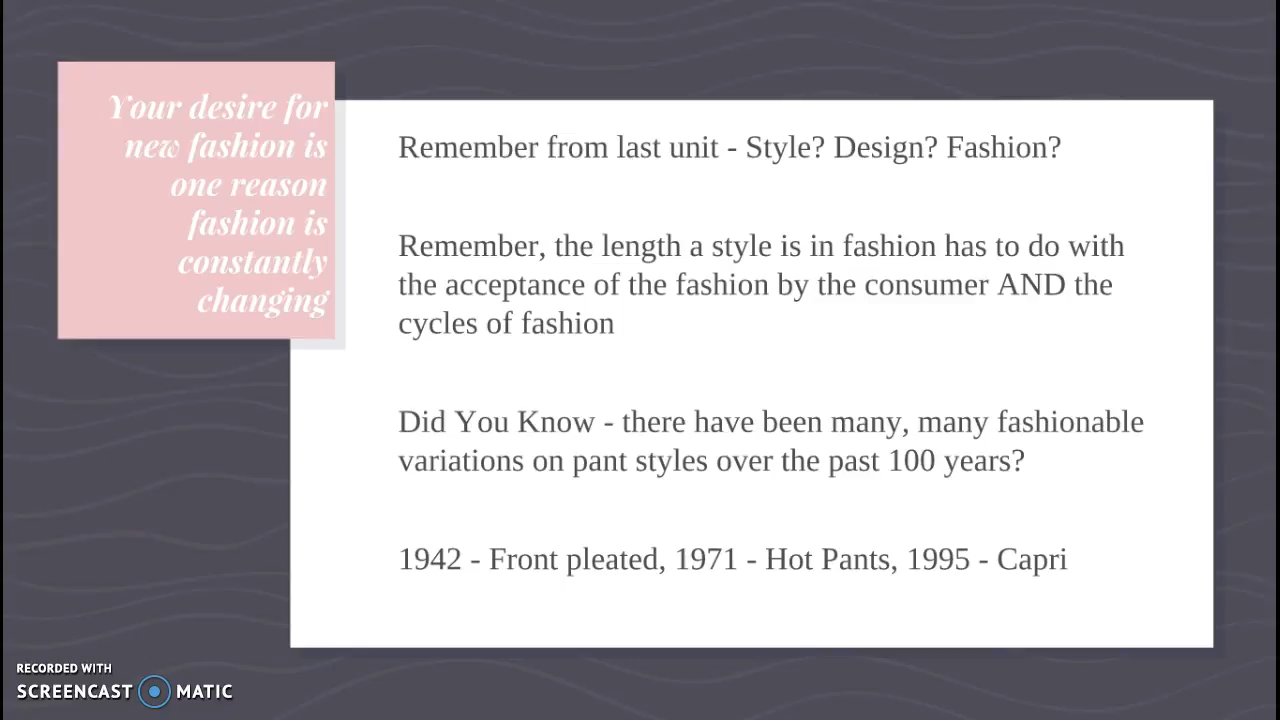 Your desire for
new fashion is
one reason
fashion is
constantly
changing
Remember from last unit - Style? Design? Fashion?
Remember, the length a style is in fashion has to do with
the acceptance of the fashion by the consumer AND the
cycles of fashion
Did You Know - there have been many, many fashionable
variations on pant styles over the past 100 years?
1942 - Front pleated, 1971 - Hot Pants, 1995 - Capri
RECORDED WITH
SCREENCAST MATIC